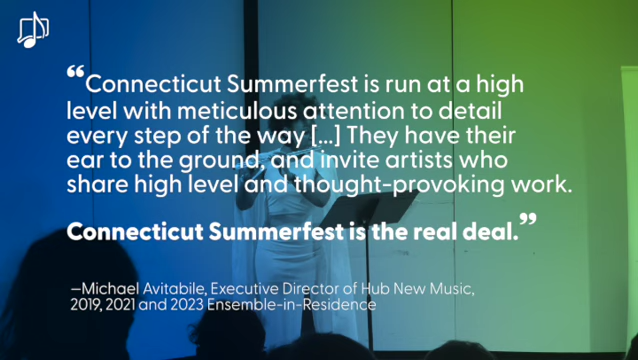 “Connecticut Summerfest is run at a high
level with meticulous attention to detail
every step of the way [...] They have their
ear to the ground, and invite artists who
share high level and thought-provoking work.
Connecticut Summerfest is the real deal.”
—Michael Avitabile, Executive Director of Hub New Music,
2019, 2021 and 2023 Ensemble-in-Residence